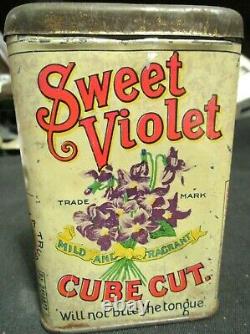 Sweet
Violet
TRADE MARK
MILD AND FRAGRANT
CUBE CUT.
"Will not bite the tongue"